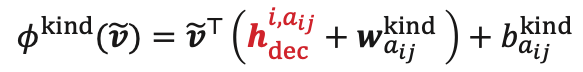 ϕ^kind(ṽ) = ṽ^⊤ (h_dec^{i,a_ij} + w_{a_ij}^kind) + b_{a_ij}^kind